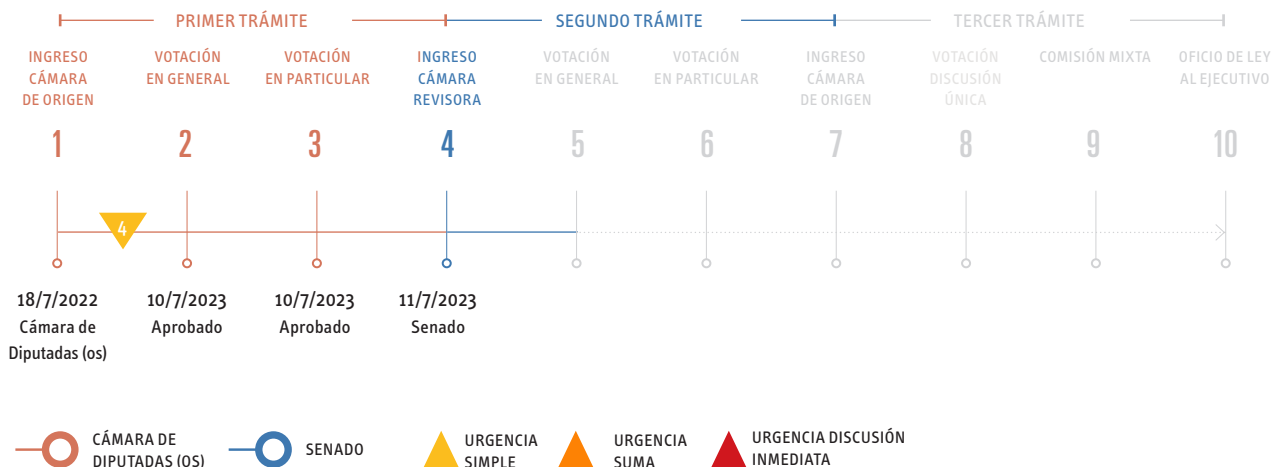 PRIMER TRÁMITE
SEGUNDO TRÁMITE
TERCER TRÁMITE
INGRESO
CÁMARA
DE ORIGEN
VOTACIÓN
EN GENERAL
VOTACIÓN
EN PARTICULAR
INGRESO
CÁMARA
REVISORA
VOTACIÓN
EN GENERAL
VOTACIÓN
EN PARTICULAR
INGRESO
CÁMARA
DE ORIGEN
VOTACIÓN
DISCUSIÓN
ÚNICA
COMISIÓN MIXTA
OFICIO DE LEY
AL EJECUTIVO
1
2
3
4
5
6
7
8
9
10
4
18/7/2022
Cámara de
Diputadas (os)
10/7/2023
Aprobado
10/7/2023
Aprobado
11/7/2023
Senado
CÁMARA DE
DIPUTADAS (OS)
SENADO
URGENCIA
SIMPLE
URGENCIA
SUMA
URGENCIA DISCUSIÓN
INMEDIATA